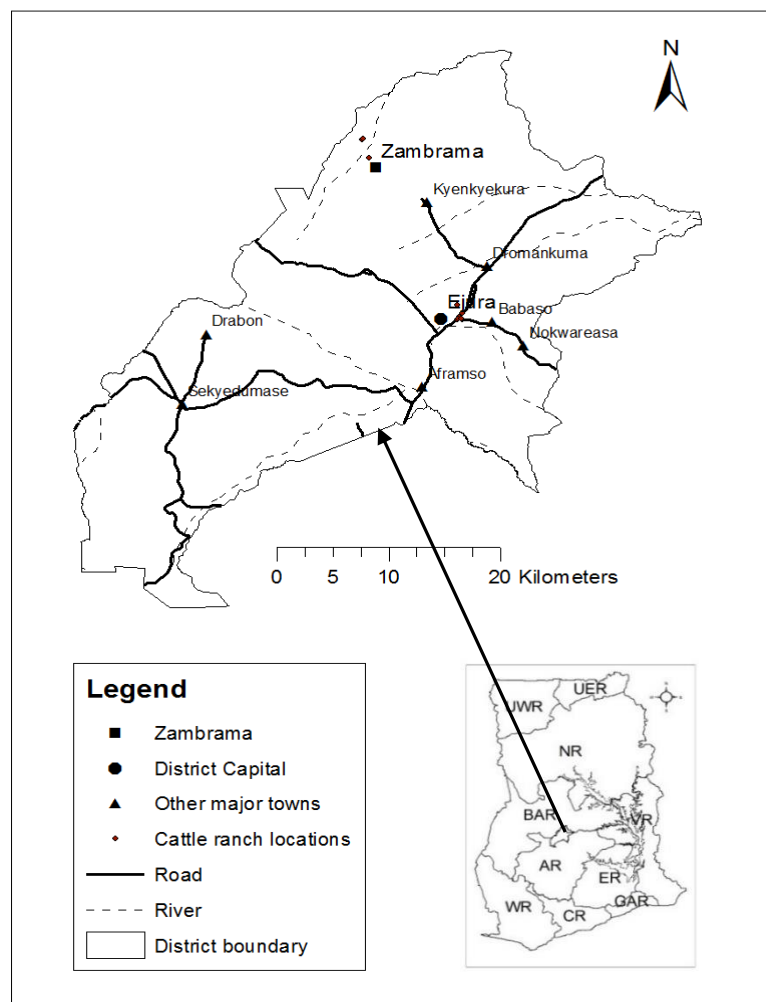 N
Zambrama
Kyenkyekura
Dromankuma
Ejura
Babaso
Nokwareasa
Drabon
Aframso
Sekyedumase
0 5 10 20 Kilometers
Legend
Zambrama
District Capital
Other major towns
Cattle ranch locations
Road
River
District boundary
UER
UWR
NR
BAR
VR
AR
ER
GAR
WR
CR